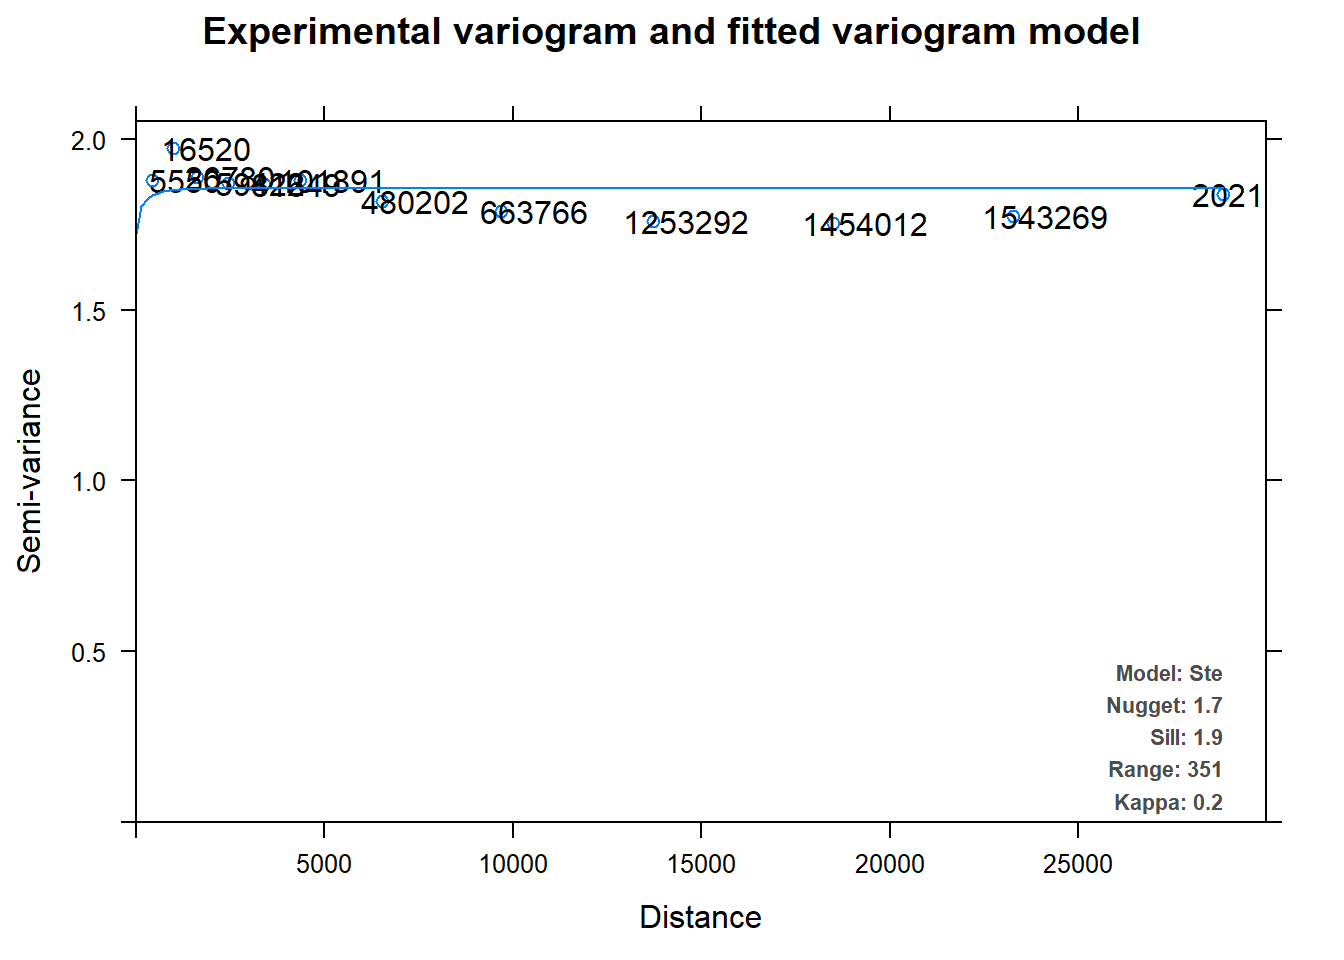 Experimental variogram and fitted variogram model
2.0
1.5
1.0
0.5
Semi-variance
16520
101891
480202
663766
1253292
1454012
1543269
2021
Model: Ste
Nugget: 1.7
Sill: 1.9
Range: 351
Kappa: 0.2
5000
10000
15000
20000
25000
Distance